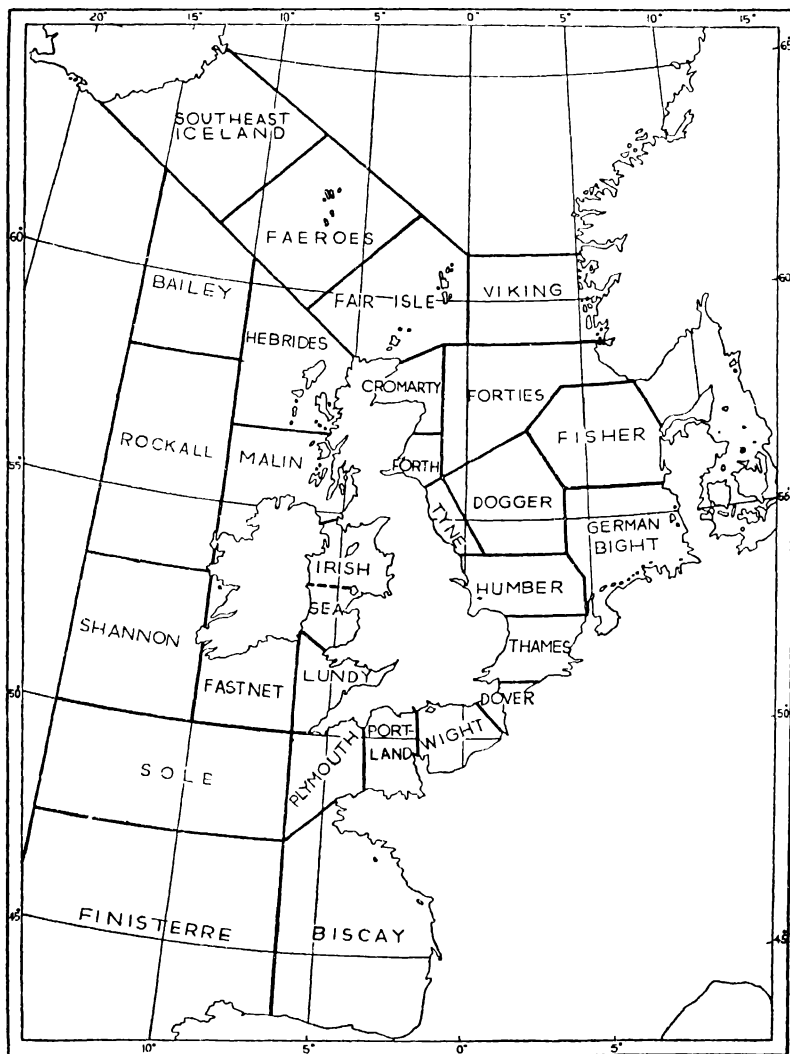 20° 15° 10° 5° 0° 5° 10° 15°
65°
SOUTHEAST
ICELAND
FAEROES
60°
60°
BAILEY
FAIR ISLE
VIKING
HEBRIDES
CROMARTY
FORTIES
ROCKALL
MALIN
FORTH
FISHER
55°
55°
TYNE
DOGGER
GERMAN
BIGHT
IRISH
SEA
HUMBER
SHANNON
FASTNET
LUNDY
THAMES
DOVER
50°
50°
SOLE
PLYMOUTH
PORT-
LAND
WIGHT
FINISTERRE
BISCAY
45°
45°
10° 5° 0° 5°